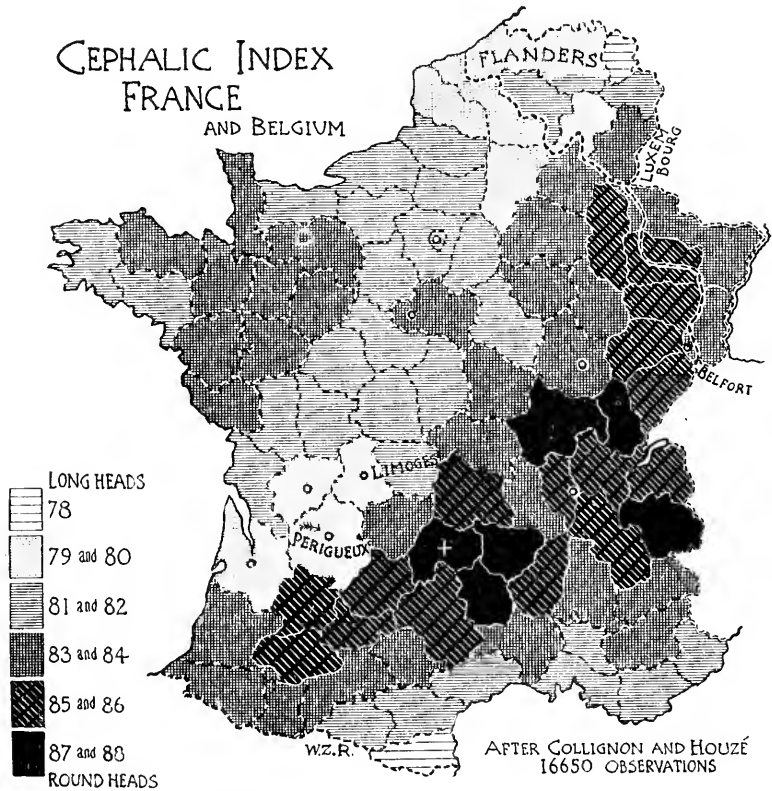 CEPHALIC INDEX
FRANCE
AND BELGIUM
FLANDERS
LUXEM
BOURG
BELFORT
LIMOGES
PERIGUEUX
LONG HEADS
78
79 and 80
81 and 82
83 and 84
85 and 86
87 and 88
ROUND HEADS
W.Z.R.
AFTER COLLIGNON AND HOUZÉ
16650 OBSERVATIONS